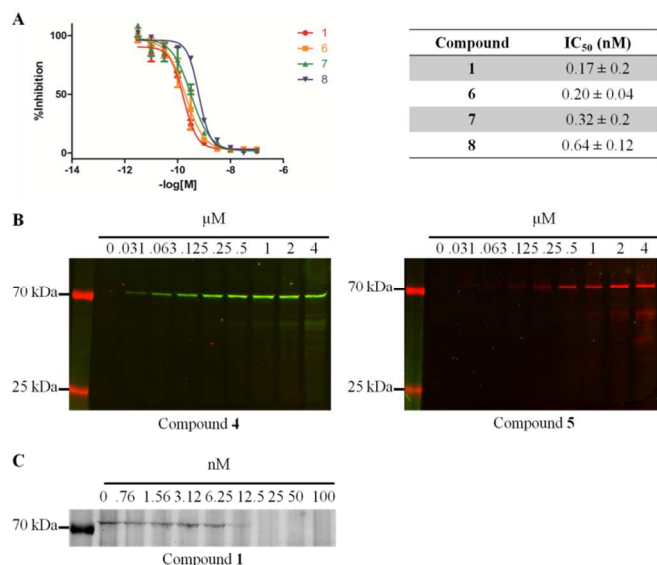 A
100
50
0
%Inhibition
-14 -12 -10 -8 -6
-log[M]
1
6
7
8
Compound IC50 (nM)
1 0.17 ± 0.2
6 0.20 ± 0.04
7 0.32 ± 0.2
8 0.64 ± 0.12
B
µM
0 .031 .063 .125 .25 .5 1 2 4
70 kDa
25 kDa
Compound 4
µM
0 .031 .063 .125 .25 .5 1 2 4
70 kDa
25 kDa
Compound 5
C
nM
0 .76 1.56 3.12 6.25 12.5 25 50 100
70 kDa
Compound 1